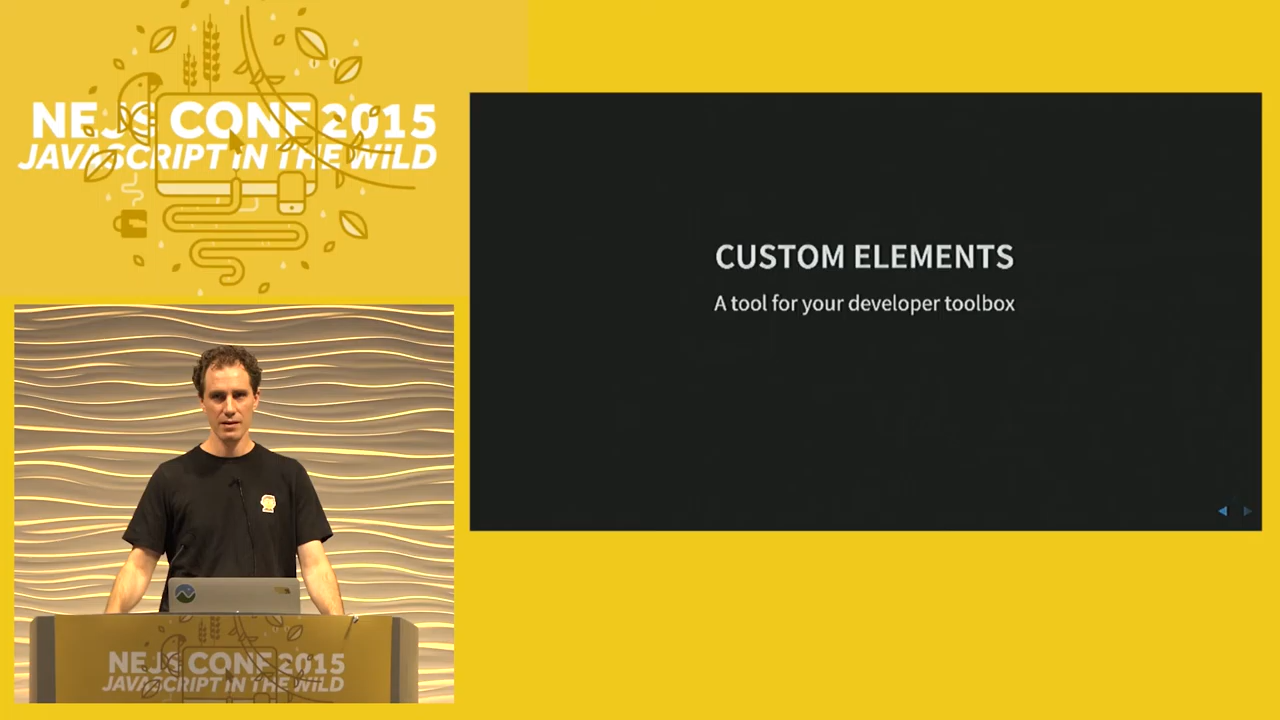 NEJS CONF 2015
JAVASCRIPT IN THE WILD
CUSTOM ELEMENTS
A tool for your developer toolbox
NEJS CONF 2015
JAVASCRIPT IN THE WILD